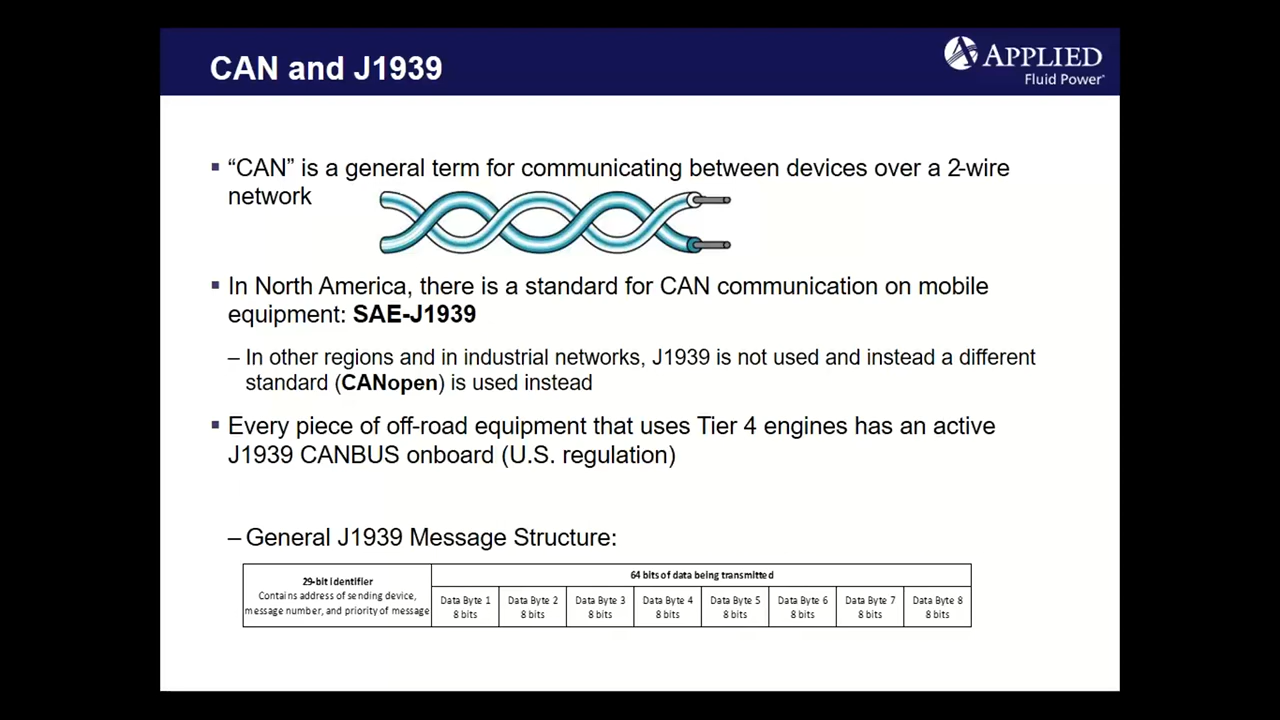 CAN and J1939
APPLIED
Fluid Power
▪ “CAN” is a general term for communicating between devices over a 2-wire
network
▪ In North America, there is a standard for CAN communication on mobile
equipment: SAE-J1939
– In other regions and in industrial networks, J1939 is not used and instead a different
standard (CANopen) is used instead
▪ Every piece of off-road equipment that uses Tier 4 engines has an active
J1939 CANBUS onboard (U.S. regulation)
– General J1939 Message Structure:
29-bit identifier
Contains address of sending device,
message number, and priority of message
64 bits of data being transmitted
Data Byte 1
8 bits
Data Byte 2
8 bits
Data Byte 3
8 bits
Data Byte 4
8 bits
Data Byte 5
8 bits
Data Byte 6
8 bits
Data Byte 7
8 bits
Data Byte 8
8 bits